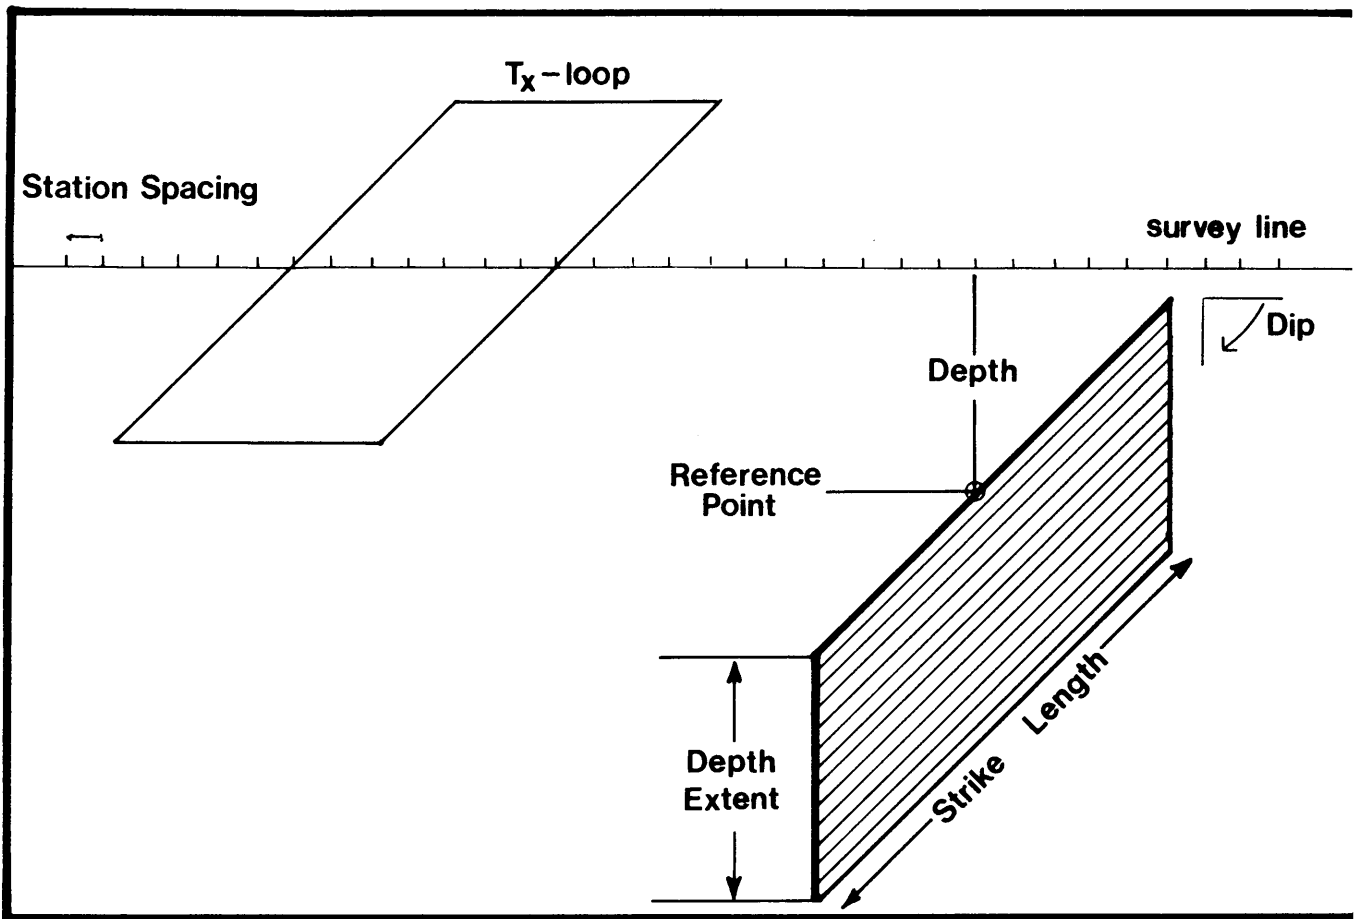 Tx-loop
Station Spacing
survey line
Dip
Depth
Reference
Point
Depth
Extent
Strike Length